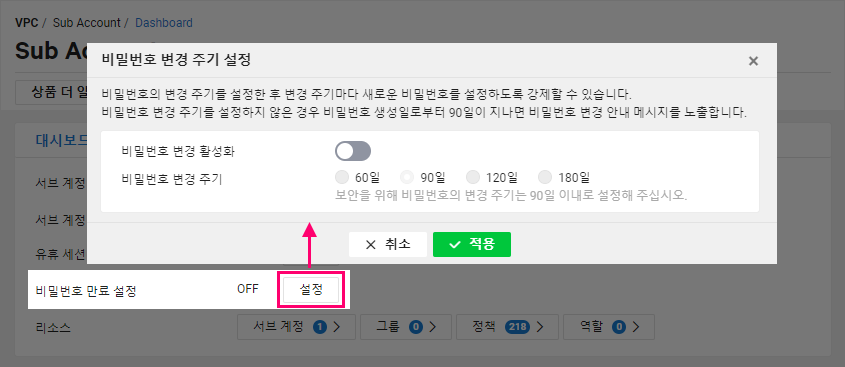 VPC / Sub Account / Dashboard
Sub Ac
비밀번호 변경 주기 설정
상품 더 알
비밀번호의 변경 주기를 설정한 후 변경 주기마다 새로운 비밀번호를 설정하도록 강제할 수 있습니다.
비밀번호 변경 주기를 설정하지 않은 경우 비밀번호 생성일로부터 90일이 지나면 비밀번호 변경 안내 메시지를 노출합니다.
대시보드
비밀번호 변경 활성화
서브 계정
비밀번호 변경 주기 60일 90일 120일 180일
보안을 위해 비밀번호의 변경 주기는 90일 이내로 설정해 주십시오.
서브 계정
취소 적용
유휴 세션
비밀번호 만료 설정 OFF 설정
리소스 서브 계정 1 그룹 0 정책 218 역할 0